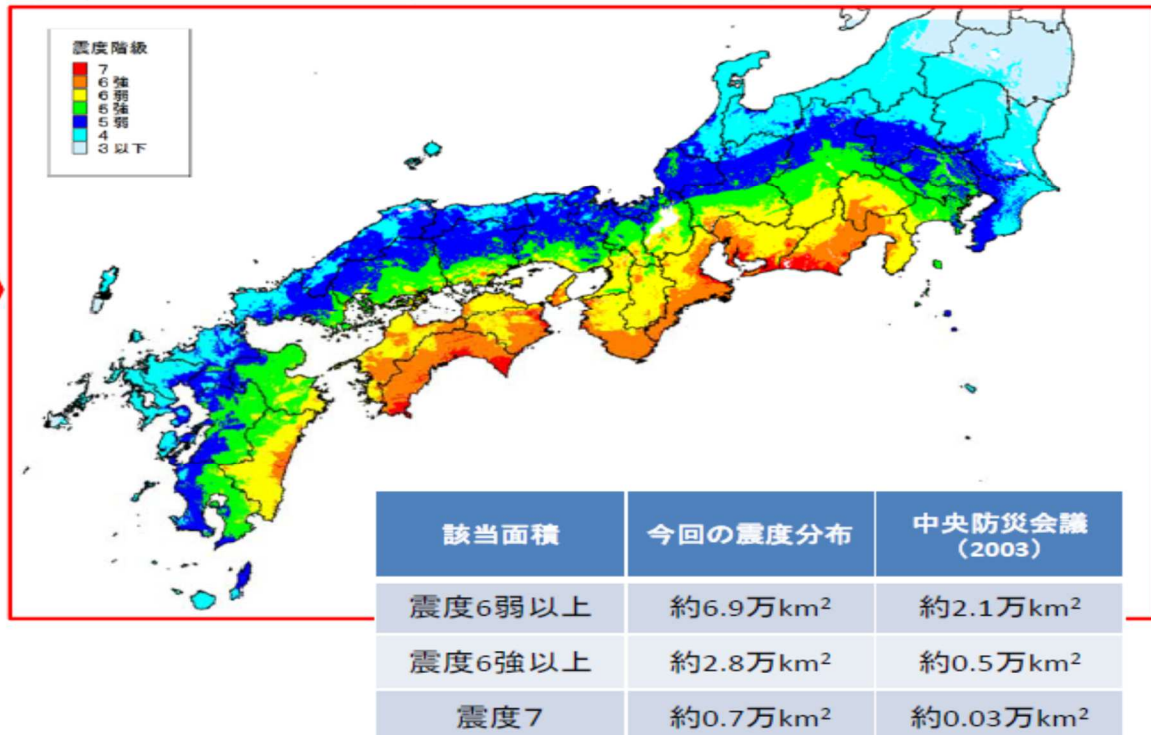 震度階級
7
6強
6弱
5強
5弱
4
3以下
該当面積 今回の震度分布 中央防災会議
(2003)
震度6弱以上 約6.9万km² 約2.1万km²
震度6強以上 約2.8万km² 約0.5万km²
震度7 約0.7万km² 約0.03万km²